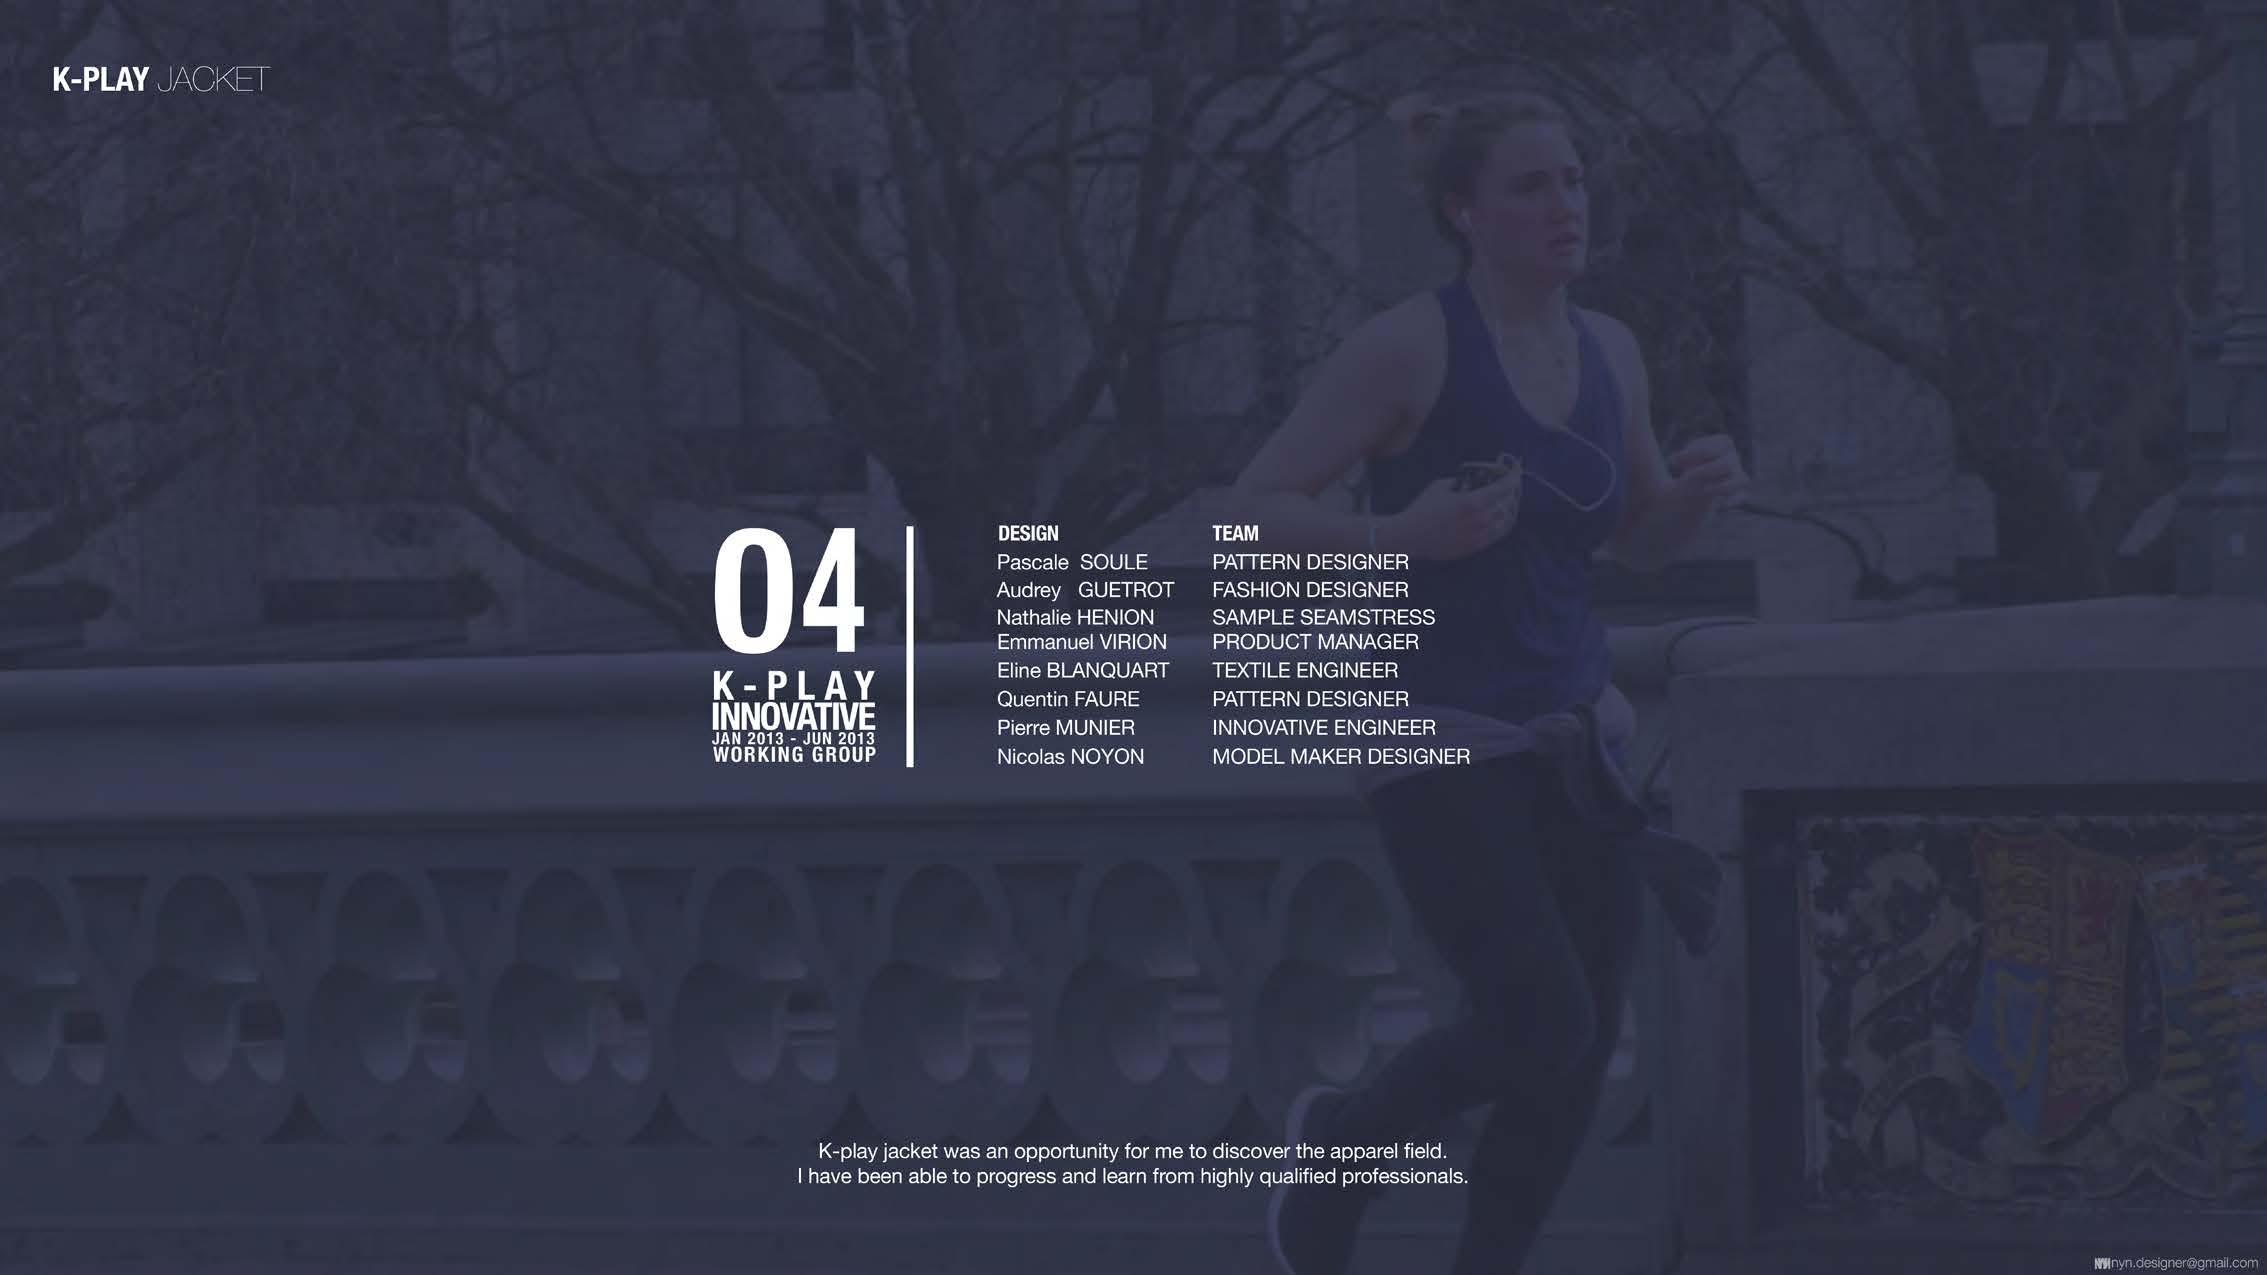 K-PLAY JACKET
04
K-PLAY
INNOVATIVE
JAN 2013 - JUN 2013
WORKING GROUP
DESIGN TEAM
Pascale SOULE PATTERN DESIGNER
Audrey GUETROT FASHION DESIGNER
Nathalie HENION SAMPLE SEAMSTRESS
Emmanuel VIRION PRODUCT MANAGER
Eline BLANQUART TEXTILE ENGINEER
Quentin FAURE PATTERN DESIGNER
Pierre MUNIER INNOVATIVE ENGINEER
Nicolas NOYON MODEL MAKER DESIGNER
K-play jacket was an opportunity for me to discover the apparel field.
I have been able to progress and learn from highly qualified professionals.
nyn.designer@gmail.com